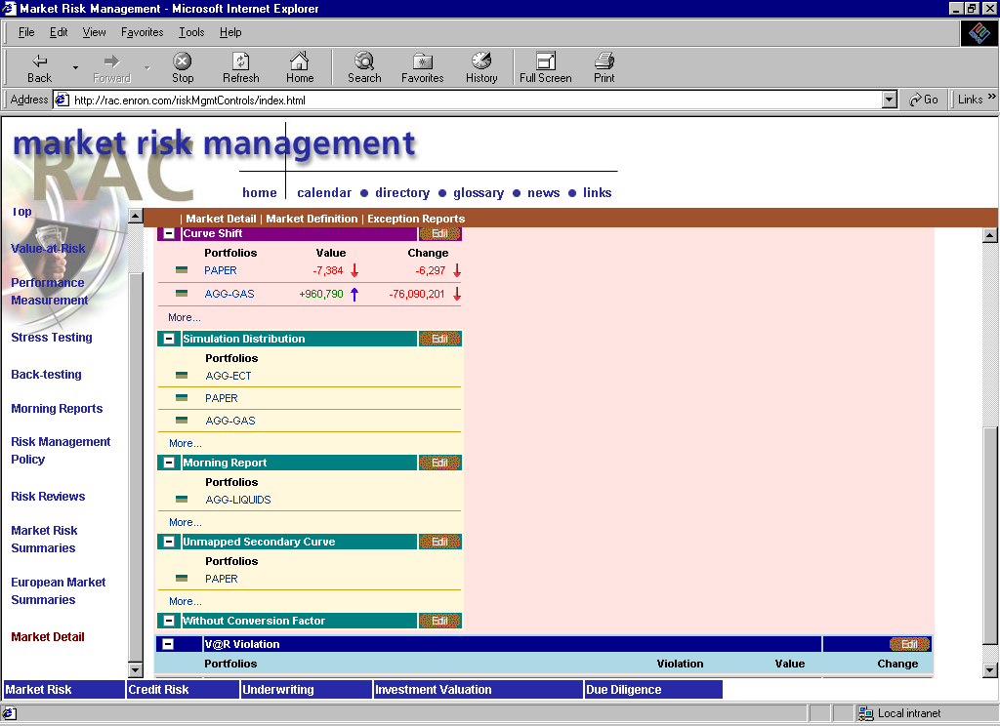 Market Risk Management - Microsoft Internet Explorer
File Edit View Favorites Tools Help
Back Forward Stop Refresh Home Search Favorites History Full Screen Print
Address http://rac.enron.com/riskMgmtControls/index.html Go Links »
market risk management
RAC
home calendar directory glossary news links
Top
Value-at-Risk
Performance
Measurement
Stress Testing
Back-testing
Morning Reports
Risk Management
Policy
Risk Reviews
Market Risk
Summaries
European Market
Summaries
Market Detail
| Market Detail | Market Definition | Exception Reports
Curve Shift Edit
Portfolios Value Change
PAPER -7,384 -6,297
AGG-GAS +960,790 -76,090,201
More...
Simulation Distribution Edit
Portfolios
AGG-ECT
PAPER
AGG-GAS
More...
Morning Report Edit
Portfolios
AGG-LIQUIDS
More...
Unmapped Secondary Curve Edit
Portfolios
PAPER
More...
Without Conversion Factor Edit
V@R Violation Edit
Portfolios Violation Value Change
Market Risk Credit Risk Underwriting Investment Valuation Due Diligence
Local intranet